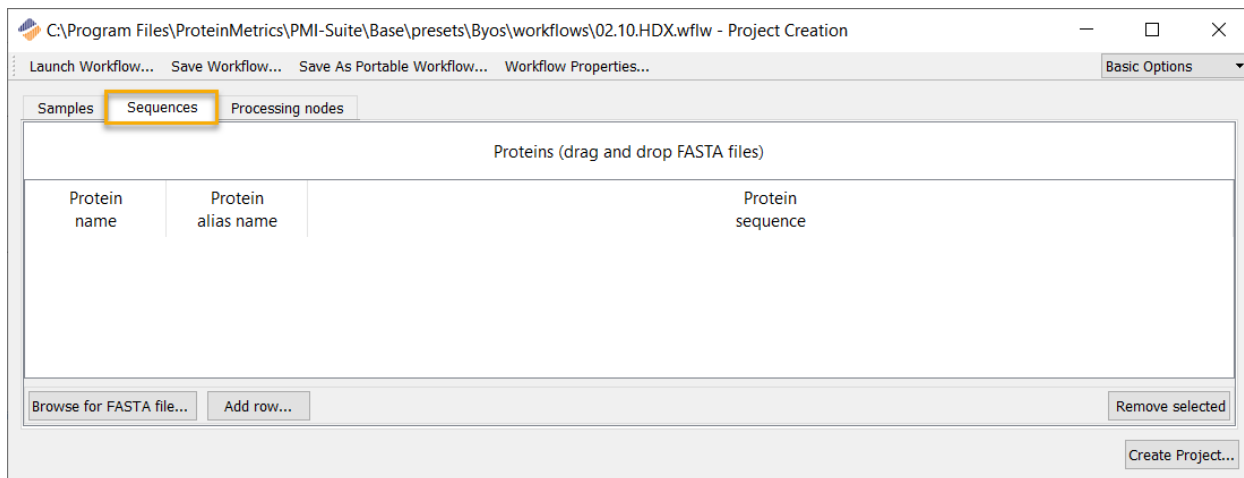 C:\Program Files\ProteinMetrics\PMI-Suite\Base\presets\Byos\workflows\02.10.HDX.wflw - Project Creation
Launch Workflow... Save Workflow... Save As Portable Workflow... Workflow Properties... Basic Options
Samples Sequences Processing nodes
Proteins (drag and drop FASTA files)
Protein Protein Protein
name alias name sequence
Browse for FASTA file... Add row... Remove selected
Create Project...